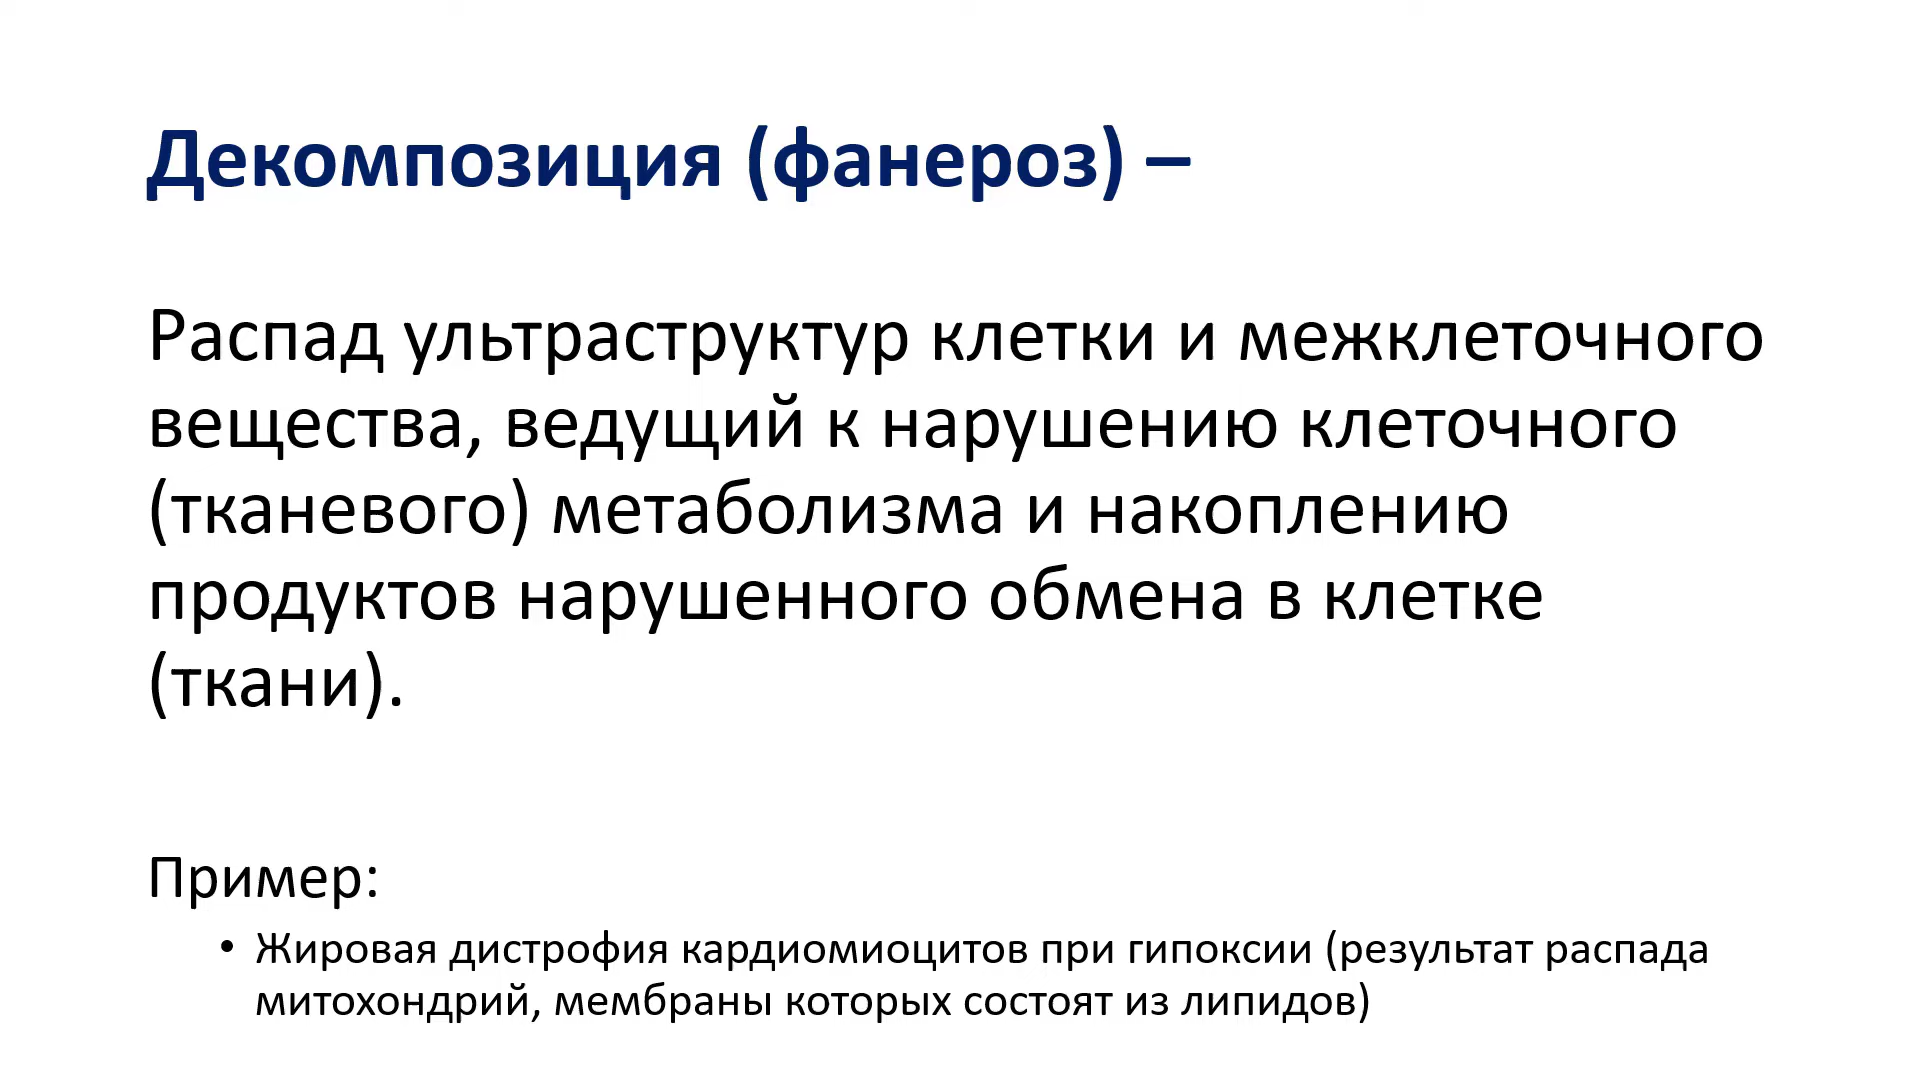 Декомпозиция (фанероз) –
Распад ультраструктур клетки и межклеточного
вещества, ведущий к нарушению клеточного
(тканевого) метаболизма и накоплению
продуктов нарушенного обмена в клетке
(ткани).
Пример:
• Жировая дистрофия кардиомиоцитов при гипоксии (результат распада
митохондрий, мембраны которых состоят из липидов)